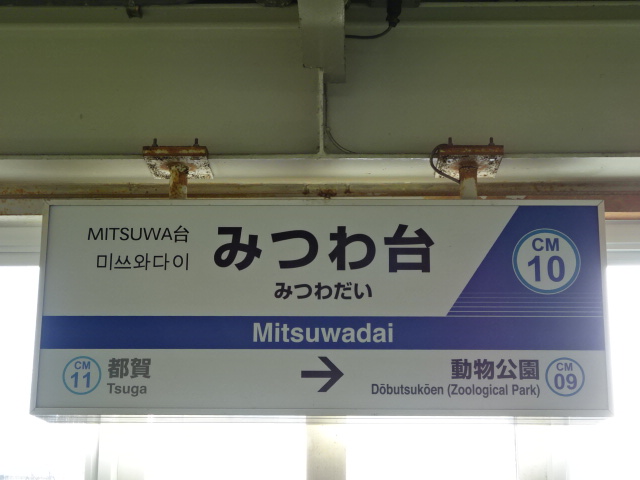 MITSUWA台
미쓰와다이
みつわ台
みつわだい
CM
10
Mitsuwadai
CM
11
都賀
Tsuga
→
動物公園
Dōbutsukōen (Zoological Park)
CM
09